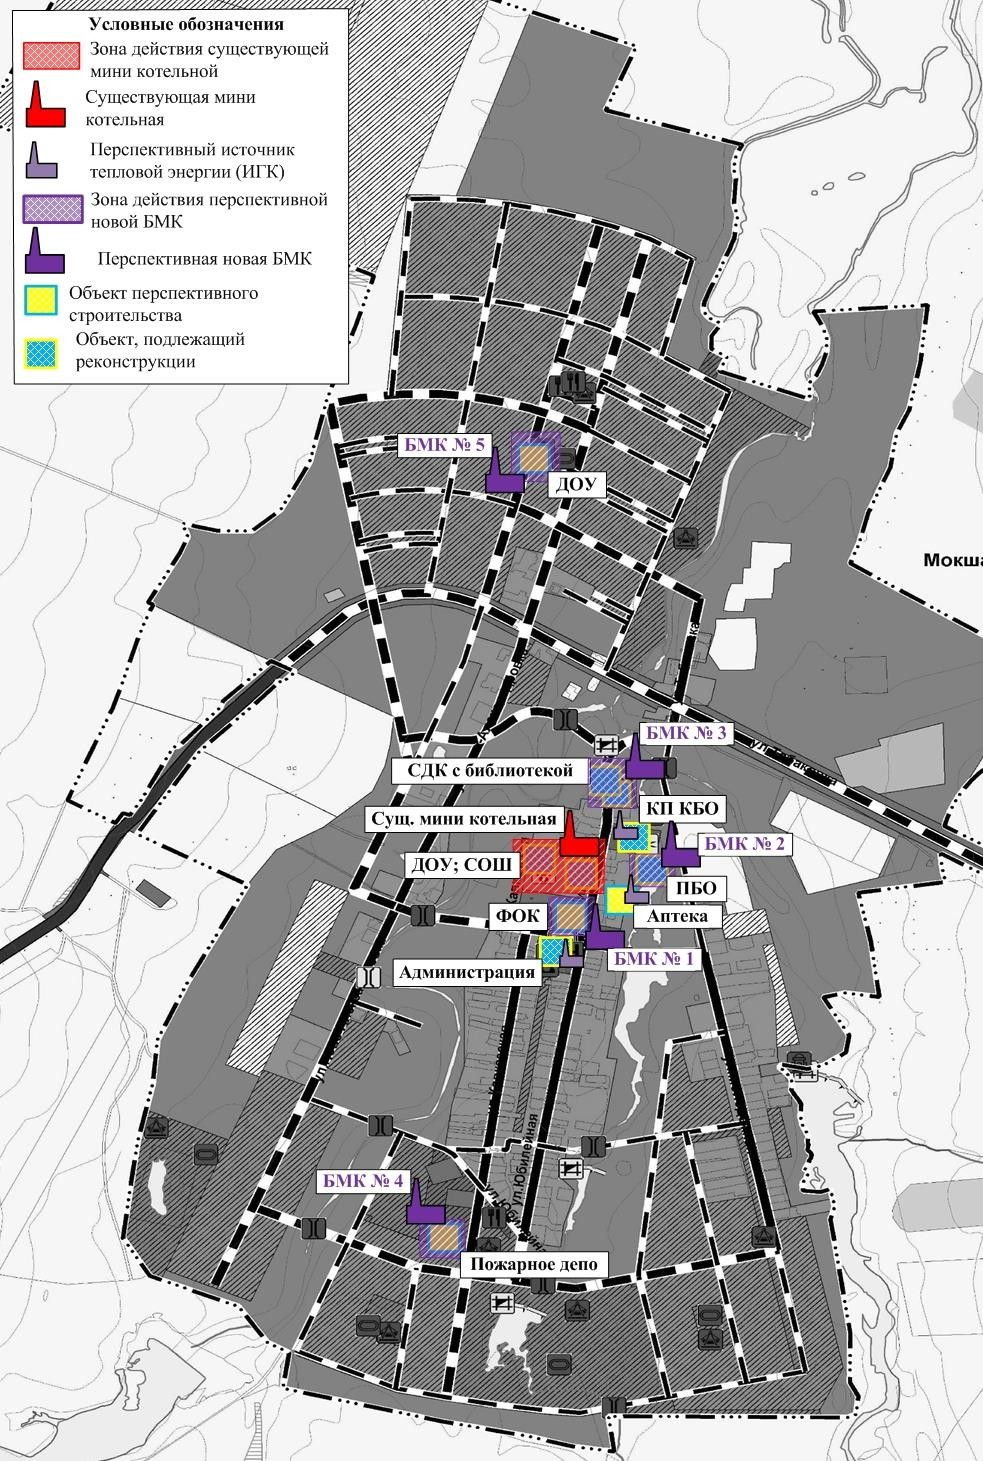 Условные обозначения
Зона действия существующей
мини котельной
Существующая мини
котельная
Перспективный источник
тепловой энергии (ИГК)
Зона действия перспективной
новой БМК
Перспективная новая БМК
Объект перспективного
строительства
Объект, подлежащий
реконструкции
БМК № 5
ДОУ
Мокша
БМК № 3
СДК с библиотекой
КП КБО
Сущ. мини котельная
БМК № 2
ДОУ; СОШ
ПБО
ФОК
Аптека
БМК № 1
Администрация
ул.Юбилейная
БМК № 4
Пожарное депо